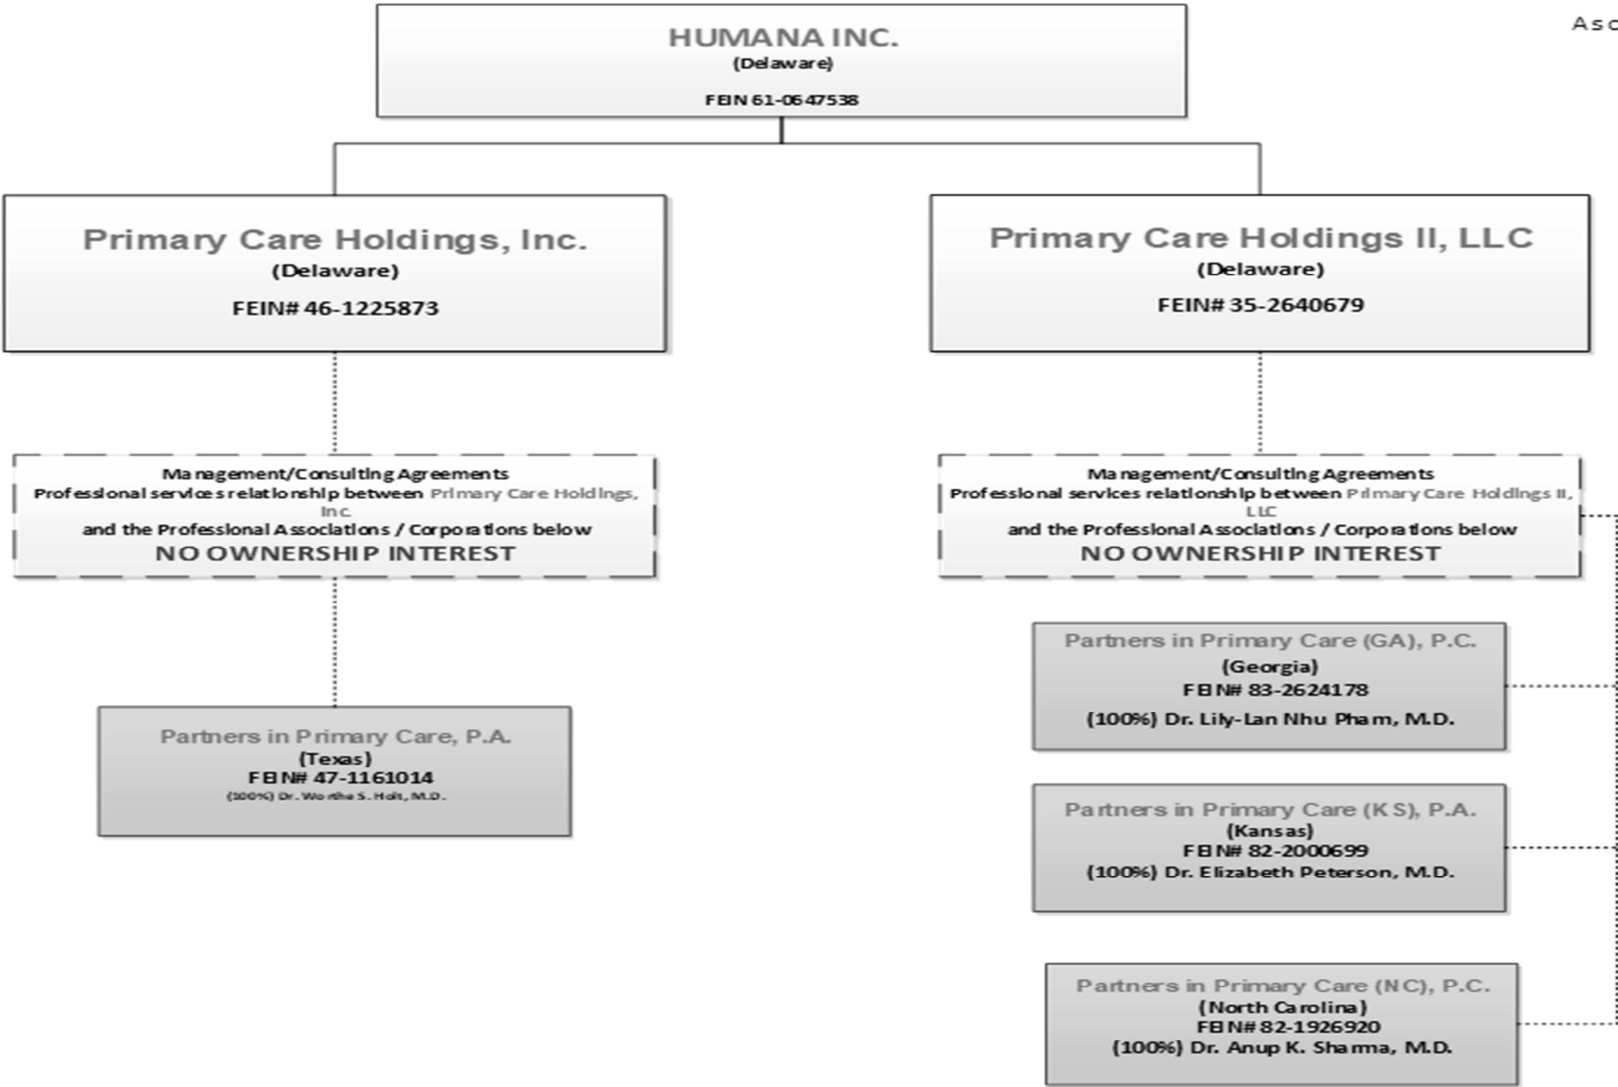 HUMANA INC.
(Delaware)
FEIN 61-0647538
Primary Care Holdings, Inc.
(Delaware)
FEIN# 46-1225873
Primary Care Holdings II, LLC
(Delaware)
FEIN# 35-2640679
Management/Consulting Agreements
Professional services relationship between Primary Care Holdings,
Inc.
and the Professional Associations / Corporations below
NO OWNERSHIP INTEREST
Management/Consulting Agreements
Professional services relationship between Primary Care Holdings II,
LLC
and the Professional Associations / Corporations below
NO OWNERSHIP INTEREST
Partners in Primary Care, P.A.
(Texas)
FEIN# 47-1161014
(100%) Dr. Worthe S. Holt, M.D.
Partners in Primary Care (GA), P.C.
(Georgia)
FEIN# 83-2624178
(100%) Dr. Lily-Lan Nhu Pham, M.D.
Partners in Primary Care (KS), P.A.
(Kansas)
FEIN# 82-2000699
(100%) Dr. Elizabeth Peterson, M.D.
Partners in Primary Care (NC), P.C.
(North Carolina)
FEIN# 82-1926920
(100%) Dr. Anup K. Sharma, M.D.